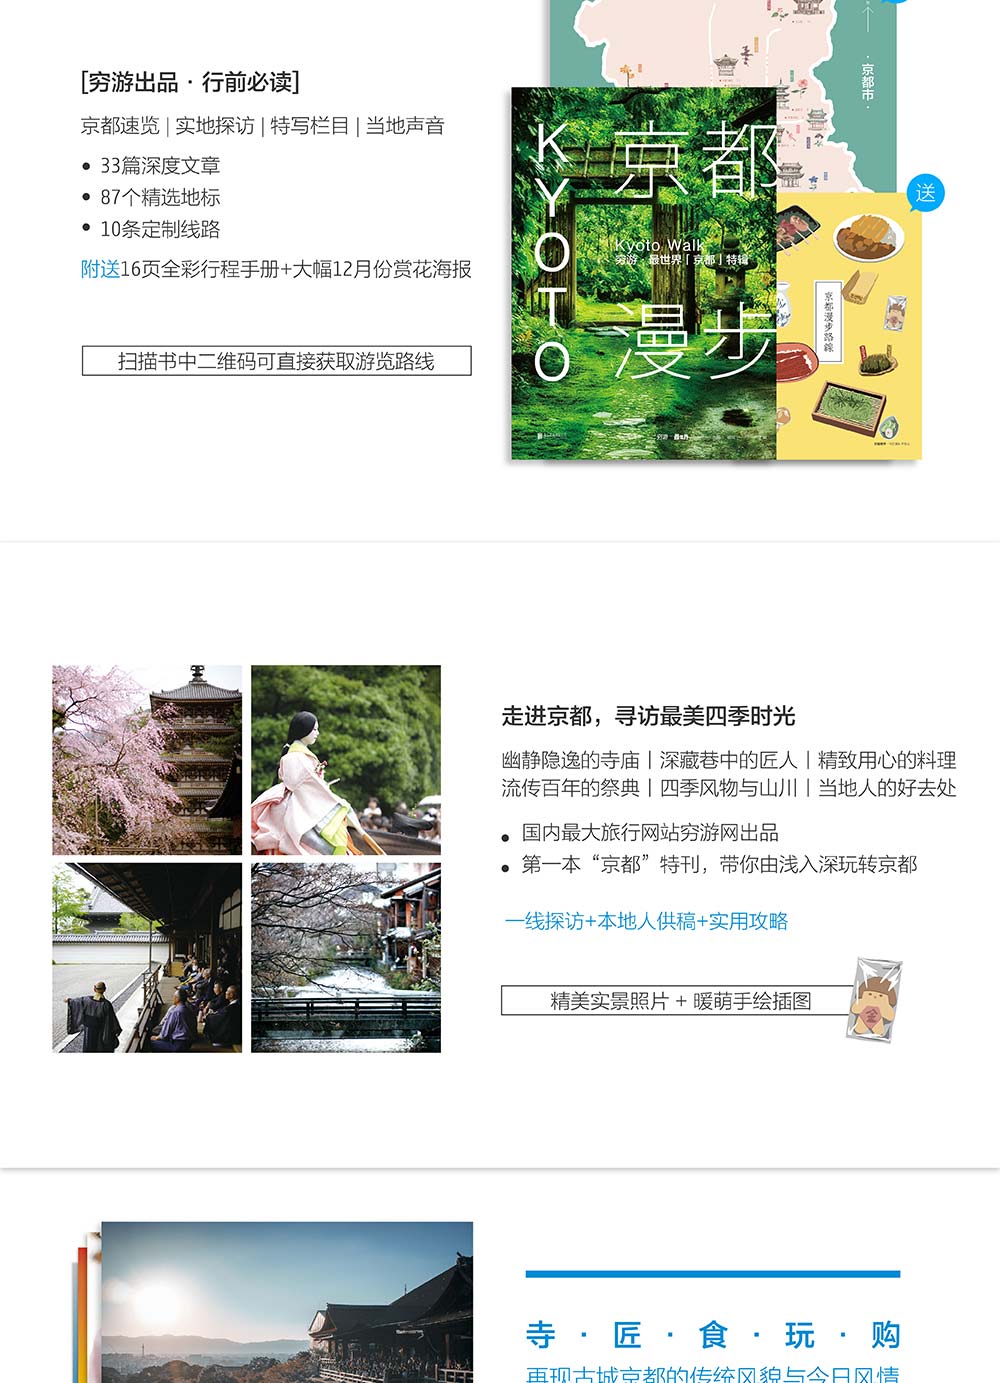 [穷游出品 · 行前必读]
京都速览 | 实地探访 | 特写栏目 | 当地声音
• 33篇深度文章
• 87个精选地标
• 10条定制线路
附送16页全彩行程手册+大幅12月份赏花海报
扫描书中二维码可直接获取游览路线
京都市·
送
KYOTO
京都
Kyoto Walk
穷游·最世界「京都」特辑
漫步
穷游·最世界
京都漫步路線
走进京都，寻访最美四季时光
幽静隐逸的寺庙丨深藏巷中的匠人丨精致用心的料理
流传百年的祭典丨四季风物与山川丨当地人的好去处
• 国内最大旅行网站穷游网出品
• 第一本“京都”特刊，带你由浅入深玩转京都
一线探访+本地人供稿+实用攻略
精美实景照片 + 暖萌手绘插图
寺 · 匠 · 食 · 玩 · 购
再现古城京都的传统风貌与今日风情